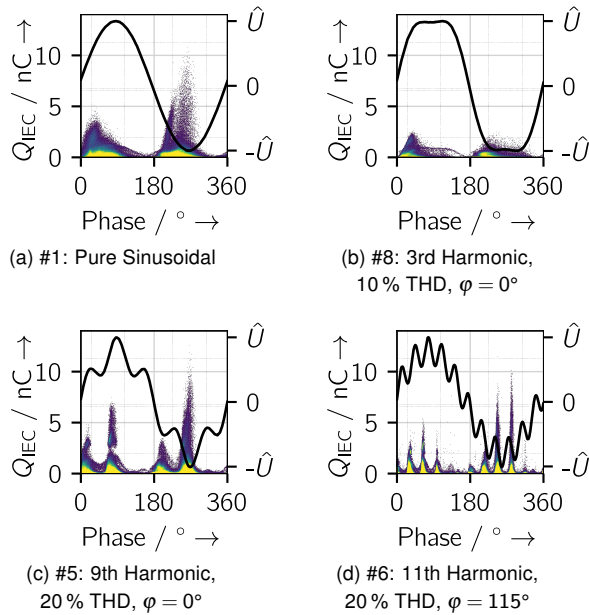 Q_IEC / nC →
10
5
0
0
180
360
Phase / ° →
Û
0
-Û
(a) #1: Pure Sinusoidal
Q_IEC / nC →
10
5
0
0
180
360
Phase / ° →
Û
0
-Û
(b) #8: 3rd Harmonic,
10 % THD, φ = 0°
Q_IEC / nC →
10
5
0
0
180
360
Phase / ° →
Û
0
-Û
(c) #5: 9th Harmonic,
20 % THD, φ = 0°
Q_IEC / nC →
10
5
0
0
180
360
Phase / ° →
Û
0
-Û
(d) #6: 11th Harmonic,
20 % THD, φ = 115°